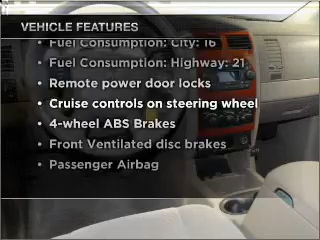 VEHICLE FEATURES
• Fuel Consumption: City: 16
• Fuel Consumption: Highway: 21
• Remote power door locks
• Cruise controls on steering wheel
• 4-wheel ABS Brakes
• Front Ventilated disc brakes
• Passenger Airbag